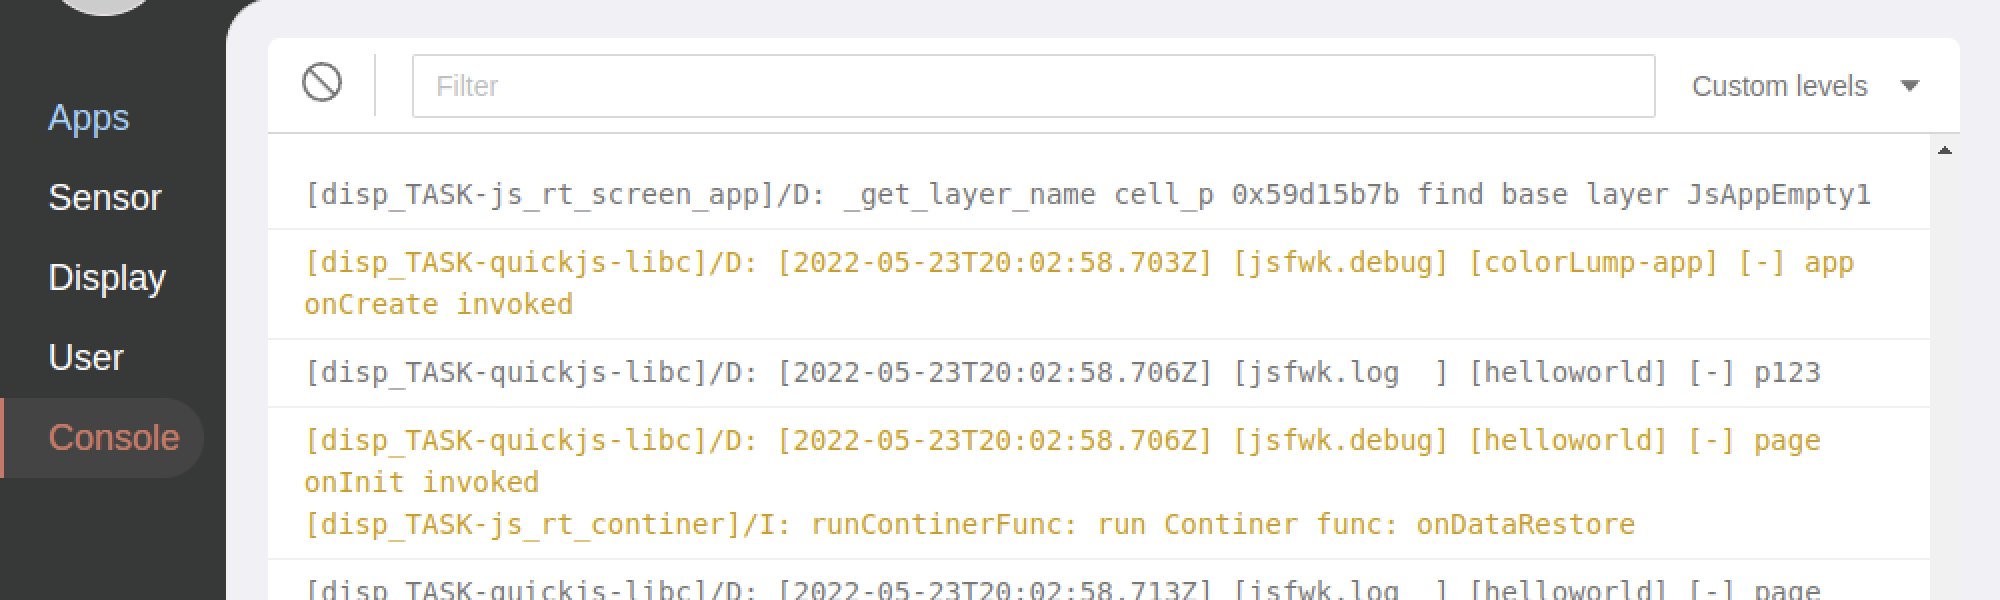 Apps
Sensor
Display
User
Console
Filter
Custom levels
[disp_TASK-js_rt_screen_app]/D: _get_layer_name cell_p 0x59d15b7b find base layer JsAppEmpty1
[disp_TASK-quickjs-libc]/D: [2022-05-23T20:02:58.703Z] [jsfwk.debug] [colorLump-app] [-] app
onCreate invoked
[disp_TASK-quickjs-libc]/D: [2022-05-23T20:02:58.706Z] [jsfwk.log  ] [helloworld] [-] p123
[disp_TASK-quickjs-libc]/D: [2022-05-23T20:02:58.706Z] [jsfwk.debug] [helloworld] [-] page
onInit invoked
[disp_TASK-js_rt_continer]/I: runContinerFunc: run Continer func: onDataRestore
[disp_TASK-quickjs-libc]/D: [2022-05-23T20:02:58.713Z] [jsfwk.log  ] [helloworld] [-] page